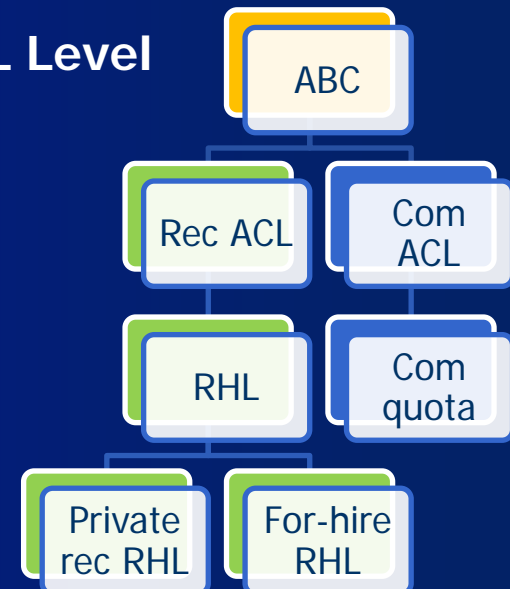 L Level
ABC
Rec ACL
Com
ACL
RHL
Com
quota
Private
rec RHL
For-hire
RHL